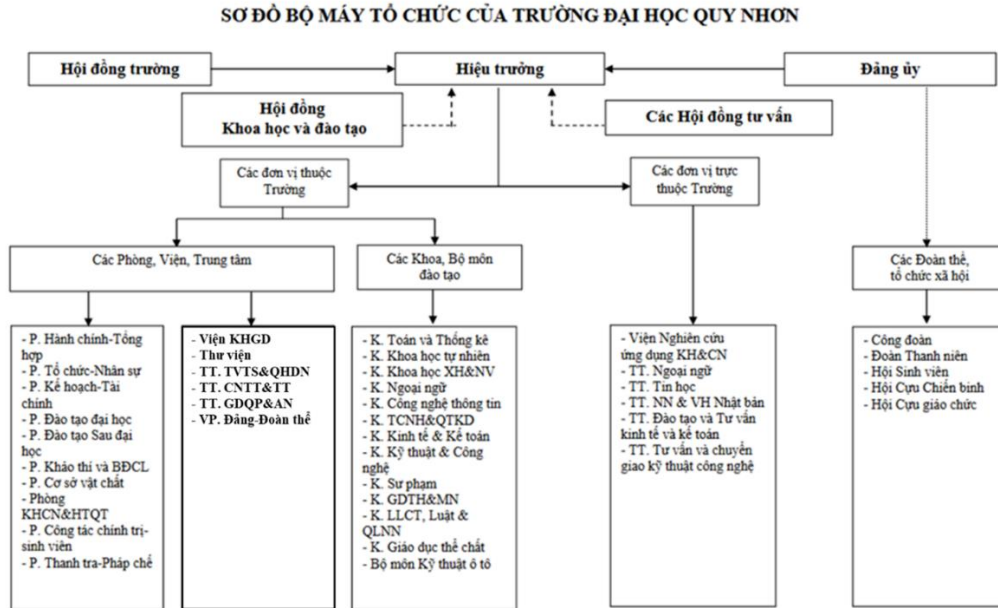 SƠ ĐỒ BỘ MÁY TỔ CHỨC CỦA TRƯỜNG ĐẠI HỌC QUY NHƠN
Hội đồng trường
Hiệu trưởng
Đảng ủy
Hội đồng
Khoa học và đào tạo
Các Hội đồng tư vấn
Các đơn vị thuộc
Trường
Các đơn vị trực
thuộc Trường
Các Phòng, Viện, Trung tâm
Các Khoa, Bộ môn
đào tạo
Các Đoàn thể,
tổ chức xã hội
- P. Hành chính-Tổng
hợp
- P. Tổ chức-Nhân sự
- P. Kế hoạch-Tài
chính
- P. Đào tạo đại học
- P. Đào tạo Sau đại
học
- P. Khảo thí và BĐCL
- P. Cơ sở vật chất
- Phòng
KHCN&HTQT
- P. Công tác chính trị-
sinh viên
- P. Thanh tra-Pháp chế
- Viện KHGD
- Thư viện
- TT. TVTS&QHDN
- TT. CNTT&TT
- TT. GDQP&AN
- VP. Đảng-Đoàn thể
- K. Toán và Thống kê
- K. Khoa học tự nhiên
- K. Khoa học XH&NV
- K. Ngoại ngữ
- K. Công nghệ thông tin
- K. TCNH&QTKD
- K. Kinh tế & Kế toán
- K. Kỹ thuật & Công
nghệ
- K. Sư phạm
- K. GDTH&MN
- K. LLCT, Luật &
QLNN
- K. Giáo dục thể chất
- Bộ môn Kỹ thuật ô tô
- Viện Nghiên cứu
ứng dụng KH&CN
- TT. Ngoại ngữ
- TT. Tin học
- TT. NN & VH Nhật bản
- TT. Đào tạo và Tư vấn
kinh tế và kế toán
- TT. Tư vấn và chuyển
giao kỹ thuật công nghệ
- Công đoàn
- Đoàn Thanh niên
- Hội Sinh viên
- Hội Cựu Chiến binh
- Hội Cựu giáo chức